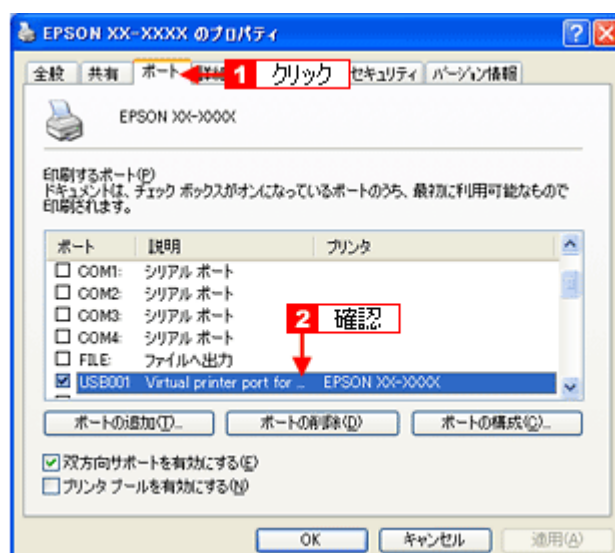 EPSON XX-XXXX のプロパティ
全般 共有 ポート 1 クリック セキュリティ バージョン情報
EPSON XX-XXXX
印刷するポート(P)
ドキュメントは、チェック ボックスがオンになっているポートのうち、最初に利用可能なもので
印刷されます。
ポート 説明 プリンタ
COM1: シリアル ポート
COM2: シリアル ポート
COM3: シリアル ポート
COM4: シリアル ポート
2 確認
FILE: ファイルへ出力
USB001 Virtual printer port for ... EPSON XX-XXXX
ポートの追加(T)... ポートの削除(D) ポートの構成(C)...
双方向サポートを有効にする(E)
プリンタ プールを有効にする(N)
OK キャンセル 適用(A)